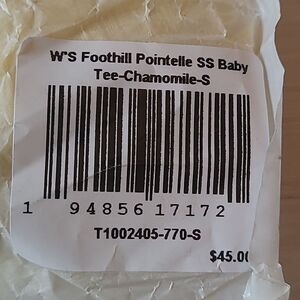 W'S Foothill Pointelle SS Baby
Tee-Chamomile-S
1 94856 17172
T1002405-770-S
$45.00